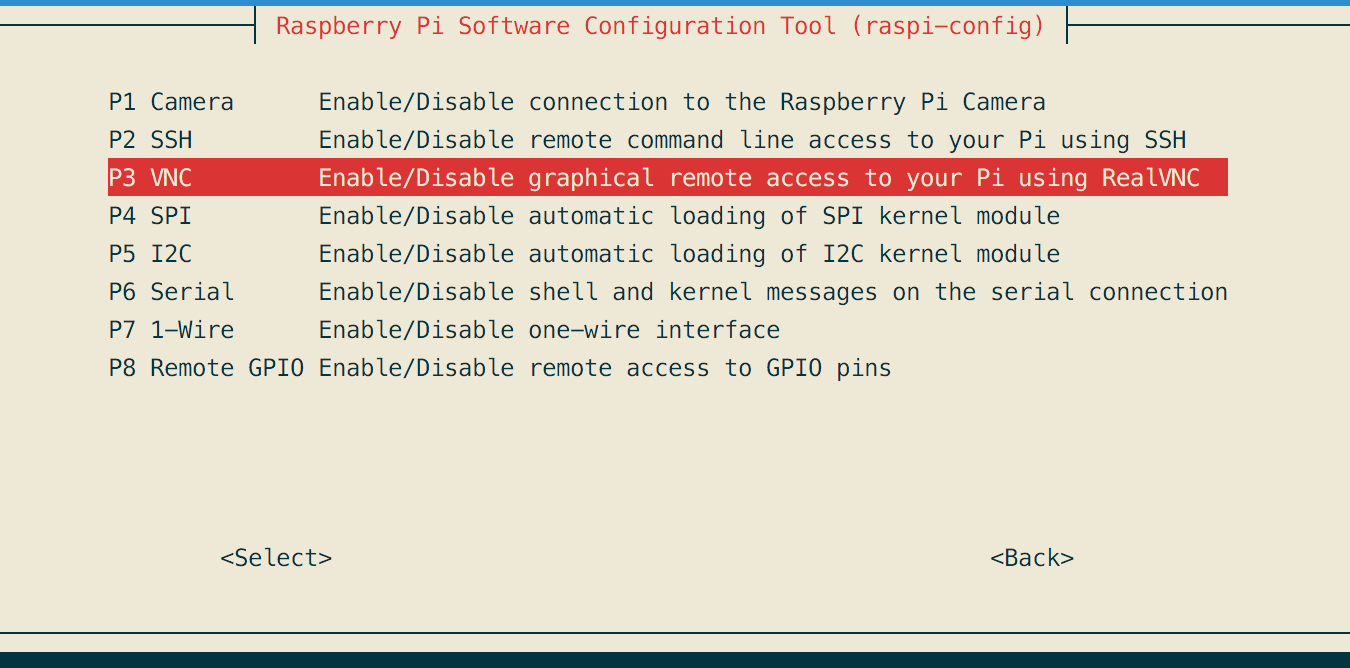 Raspberry Pi Software Configuration Tool (raspi-config)
P1 Camera Enable/Disable connection to the Raspberry Pi Camera
P2 SSH Enable/Disable remote command line access to your Pi using SSH
P3 VNC Enable/Disable graphical remote access to your Pi using RealVNC
P4 SPI Enable/Disable automatic loading of SPI kernel module
P5 I2C Enable/Disable automatic loading of I2C kernel module
P6 Serial Enable/Disable shell and kernel messages on the serial connection
P7 1-Wire Enable/Disable one-wire interface
P8 Remote GPIO Enable/Disable remote access to GPIO pins
<Select> <Back>